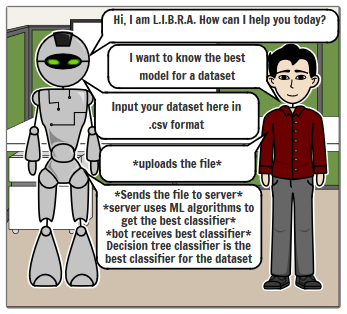 Hi, I am L.I.B.R.A. How can I help you today?
I want to know the best
model for a dataset
Input your dataset here in
.csv format
*uploads the file*
*Sends the file to server*
*server uses ML algorithms to
get the best classifier*
*bot receives best classifier*
Decision tree classifier is the
best classifier for the dataset